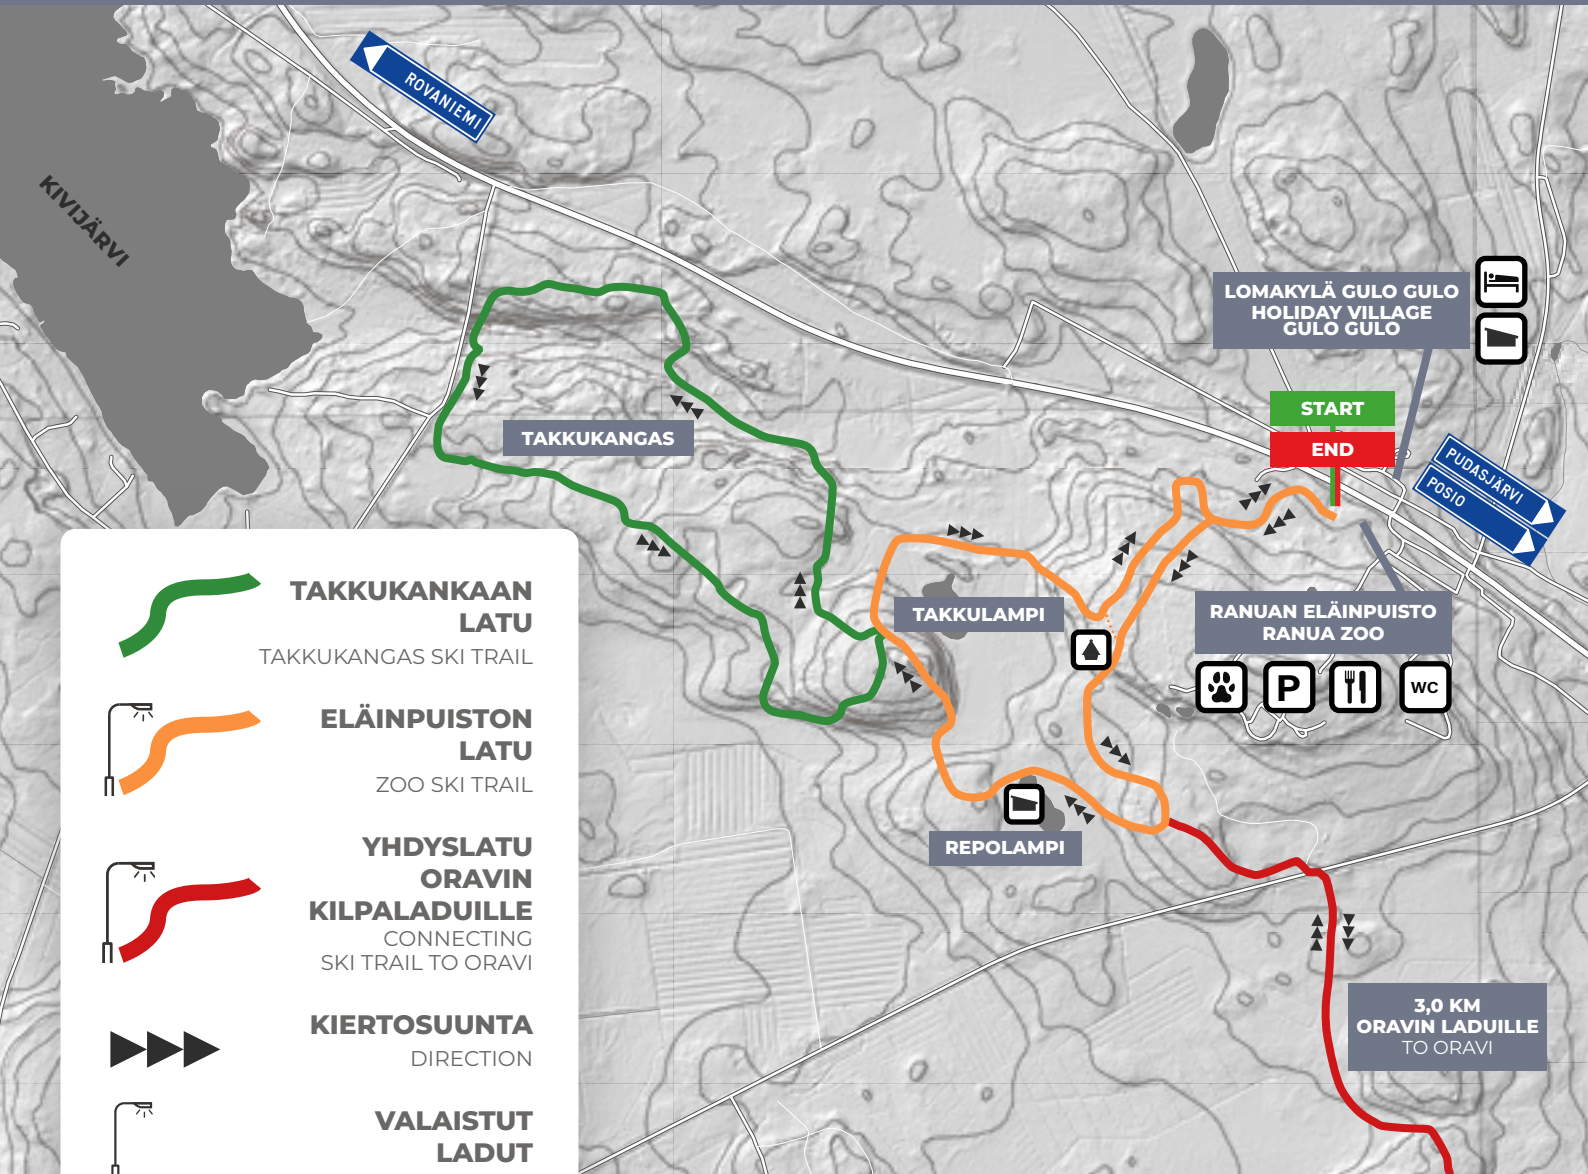 ROVANIEMI
KIVIJÄRVI
LOMAKYLÄ GULO GULO
HOLIDAY VILLAGE
GULO GULO
START
END
TAKKUKANGAS
PUDASJÄRVI
POSIO
TAKKULAMPI
RANUAN ELÄINPUISTO
RANUA ZOO
P
WC
REPOLAMPI
3,0 KM
ORAVIN LADUILLE
TO ORAVI
TAKKUKANKAAN
LATU
TAKKUKANGAS SKI TRAIL
ELÄINPUISTON
LATU
ZOO SKI TRAIL
YHDYSLATU
ORAVIN
KILPALADUILLE
CONNECTING
SKI TRAIL TO ORAVI
KIERTOSUUNTA
DIRECTION
VALAISTUT
LADUT